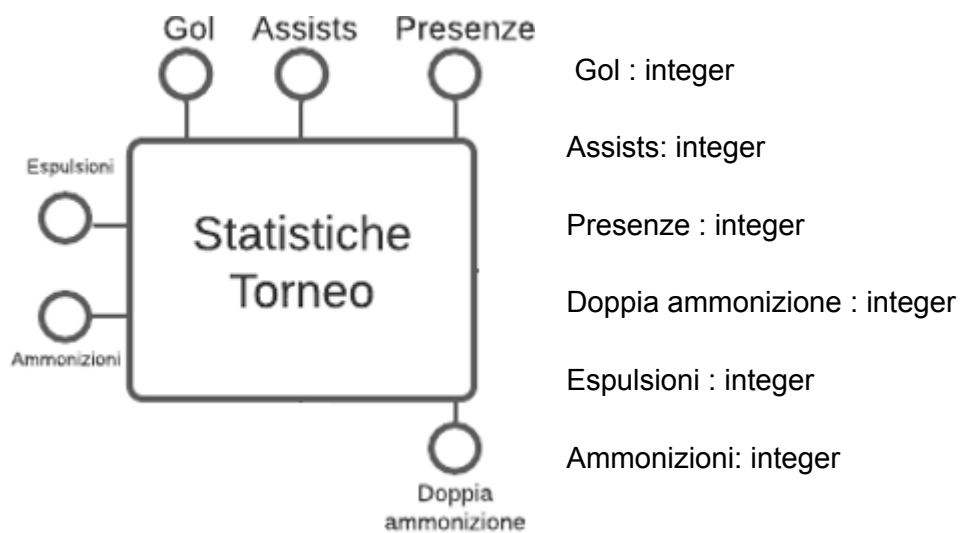 Gol Assists Presenze
Espulsioni
Statistiche
Torneo
Ammonizioni
Doppia
ammonizione
Gol : integer
Assists: integer
Presenze : integer
Doppia ammonizione : integer
Espulsioni : integer
Ammonizioni: integer